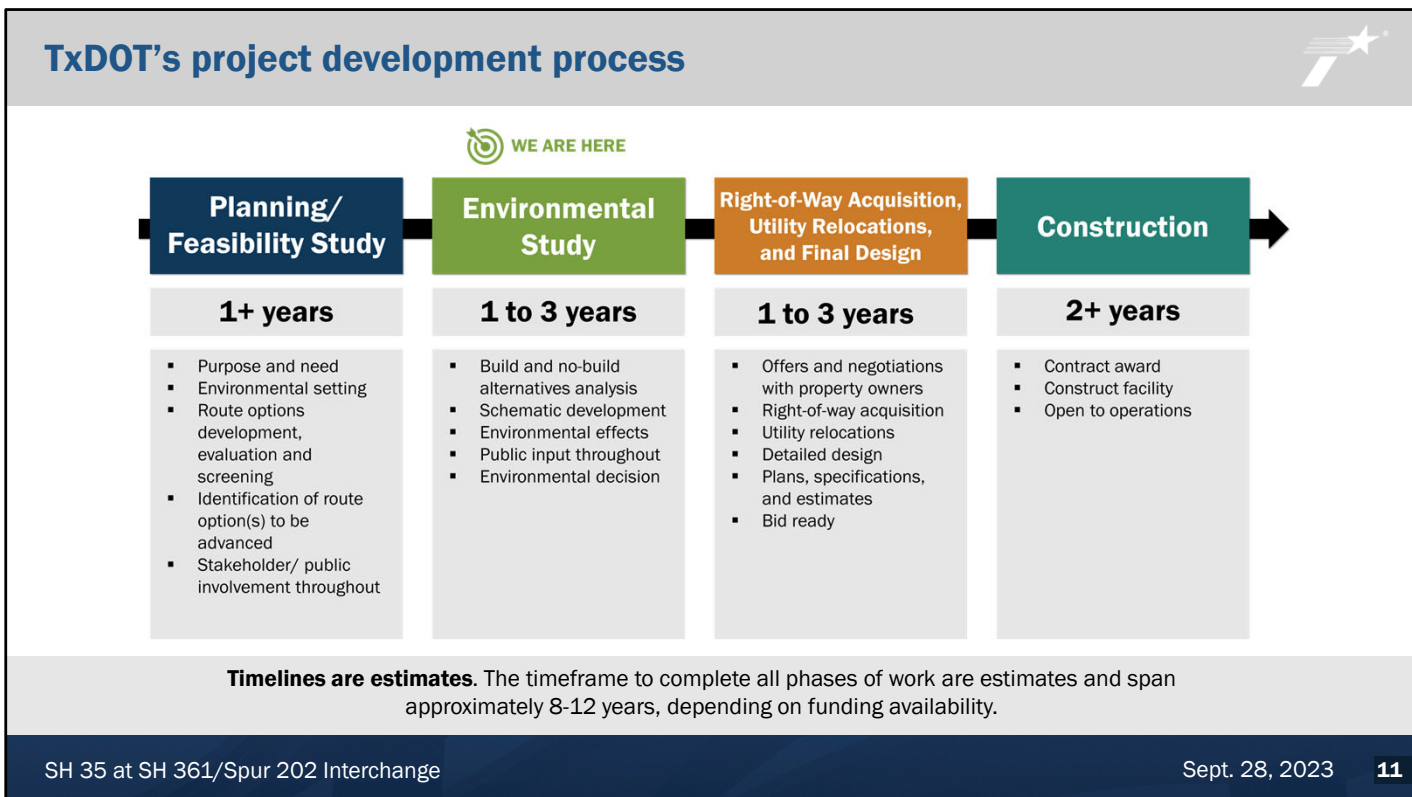 TxDOT's project development process
WE ARE HERE
Planning/
Feasibility Study
1+ years
▪ Purpose and need
▪ Environmental setting
▪ Route options
development,
evaluation and
screening
▪ Identification of route
option(s) to be
advanced
▪ Stakeholder/ public
involvement throughout
Environmental
Study
1 to 3 years
▪ Build and no-build
alternatives analysis
▪ Schematic development
▪ Environmental effects
▪ Public input throughout
▪ Environmental decision
Right-of-Way Acquisition,
Utility Relocations,
and Final Design
1 to 3 years
▪ Offers and negotiations
with property owners
▪ Right-of-way acquisition
▪ Utility relocations
▪ Detailed design
▪ Plans, specifications,
and estimates
▪ Bid ready
Construction
2+ years
▪ Contract award
▪ Construct facility
▪ Open to operations
Timelines are estimates. The timeframe to complete all phases of work are estimates and span
approximately 8-12 years, depending on funding availability.
SH 35 at SH 361/Spur 202 Interchange
Sept. 28, 2023 11